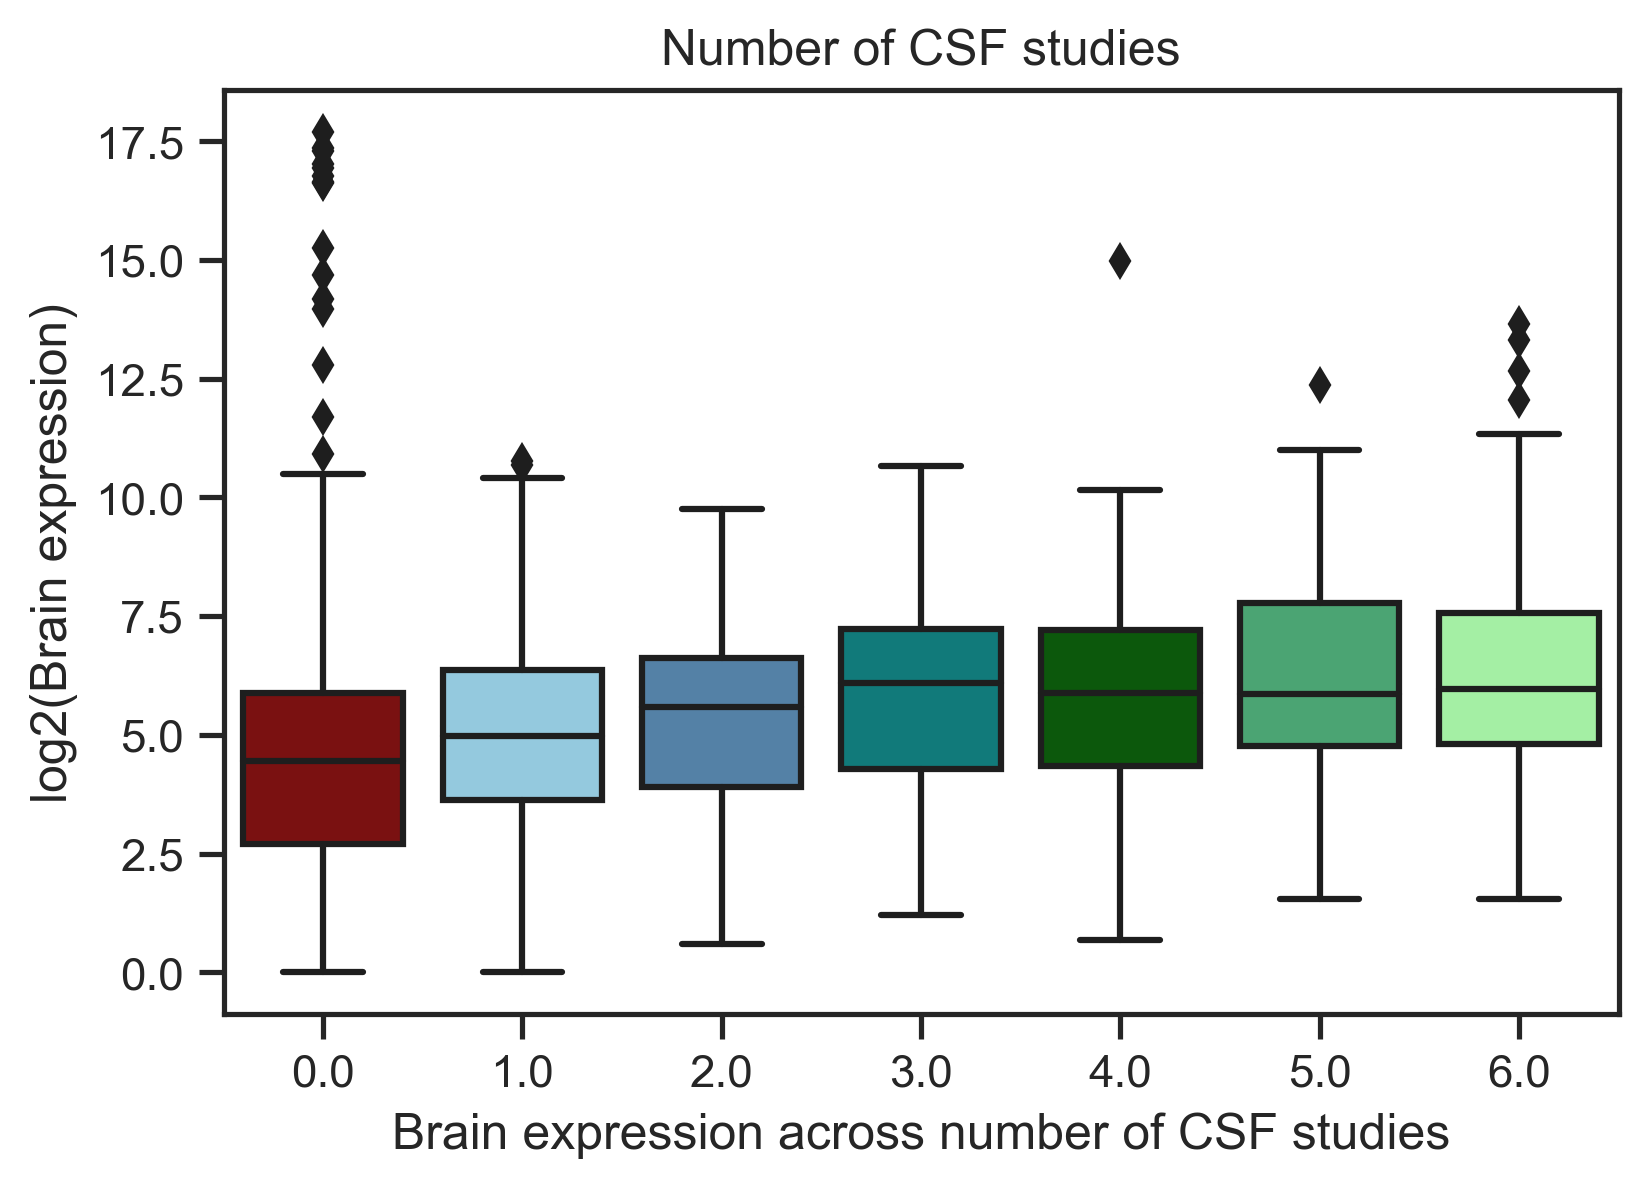 Number of CSF studies
log2(Brain expression)
17.5
15.0
12.5
10.0
7.5
5.0
2.5
0.0
0.0 1.0 2.0 3.0 4.0 5.0 6.0
Brain expression across number of CSF studies